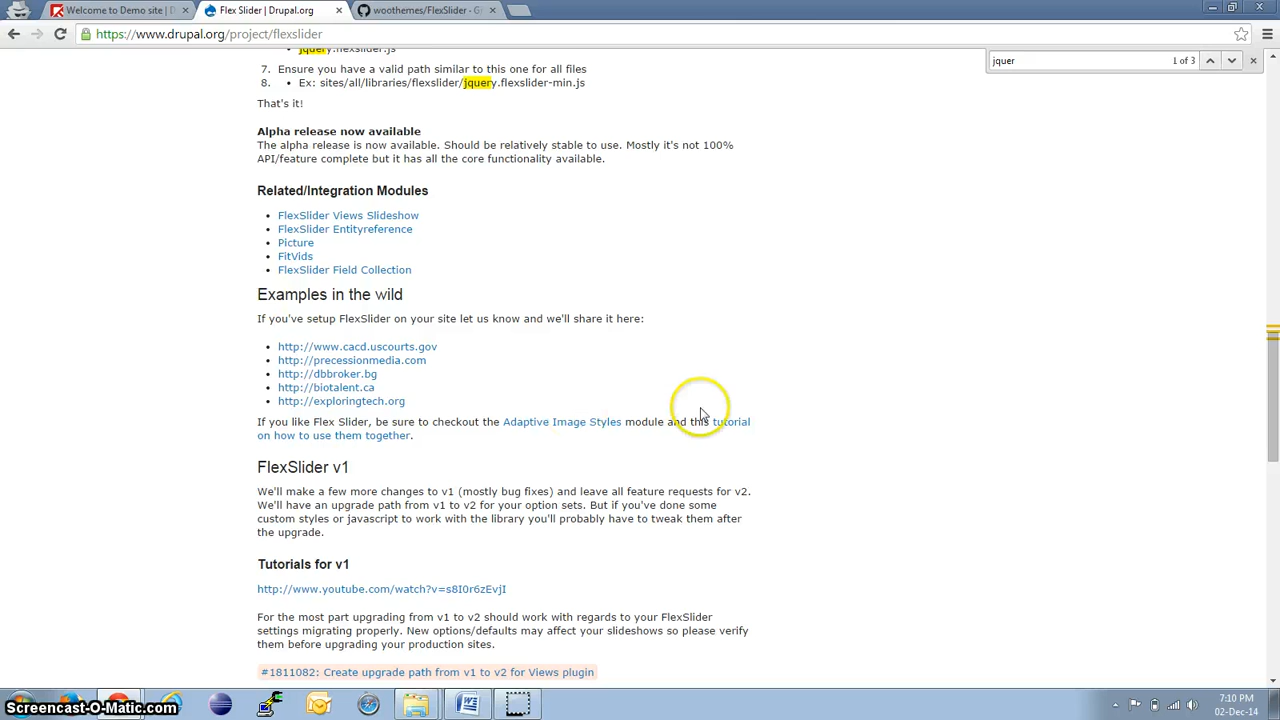 Welcome to Demo site | D
Flex Slider | Drupal.org
woothemes/FlexSlider - G
https://www.drupal.org/project/flexslider
jquer
1 of 3
jquery.flexslider.js
7. Ensure you have a valid path similar to this one for all files
8. • Ex: sites/all/libraries/flexslider/jquery.flexslider-min.js
That's it!
Alpha release now available
The alpha release is now available. Should be relatively stable to use. Mostly it's not 100%
API/feature complete but it has all the core functionality available.
Related/Integration Modules
• FlexSlider Views Slideshow
• FlexSlider Entityreference
• Picture
• FitVids
• FlexSlider Field Collection
Examples in the wild
If you've setup FlexSlider on your site let us know and we'll share it here:
• http://www.cacd.uscourts.gov
• http://precessionmedia.com
• http://dbbroker.bg
• http://biotalent.ca
• http://exploringtech.org
If you like Flex Slider, be sure to checkout the Adaptive Image Styles module and this tutorial
on how to use them together.
FlexSlider v1
We'll make a few more changes to v1 (mostly bug fixes) and leave all feature requests for v2.
We'll have an upgrade path from v1 to v2 for your option sets. But if you've done some
custom styles or javascript to work with the library you'll probably have to tweak them after
the upgrade.
Tutorials for v1
http://www.youtube.com/watch?v=s8I0r6zEvjI
For the most part upgrading from v1 to v2 should work with regards to your FlexSlider
settings migrating properly. New options/defaults may affect your slideshows so please verify
them before upgrading your production sites.
#1811082: Create upgrade path from v1 to v2 for Views plugin
Screencast-O-Matic.com
7:10 PM
02-Dec-14